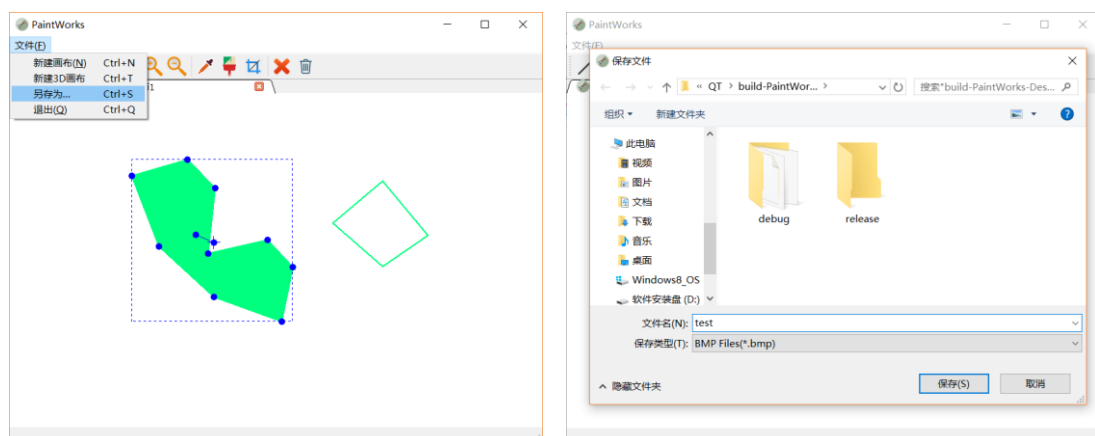 PaintWorks
文件(F)
新建画布(N) Ctrl+N
新建3D画布 Ctrl+T
另存为... Ctrl+S
退出(Q) Ctrl+Q
PaintWorks
文件(F)
保存文件
« QT › build-PaintWor... ›
搜索"build-PaintWorks-Des...
组织
新建文件夹
此电脑
视频
图片
文档
下载
音乐
桌面
Windows8_OS
软件安装盘 (D:)
debug
release
文件名(N): test
保存类型(T): BMP Files(*.bmp)
隐藏文件夹
保存(S)
取消